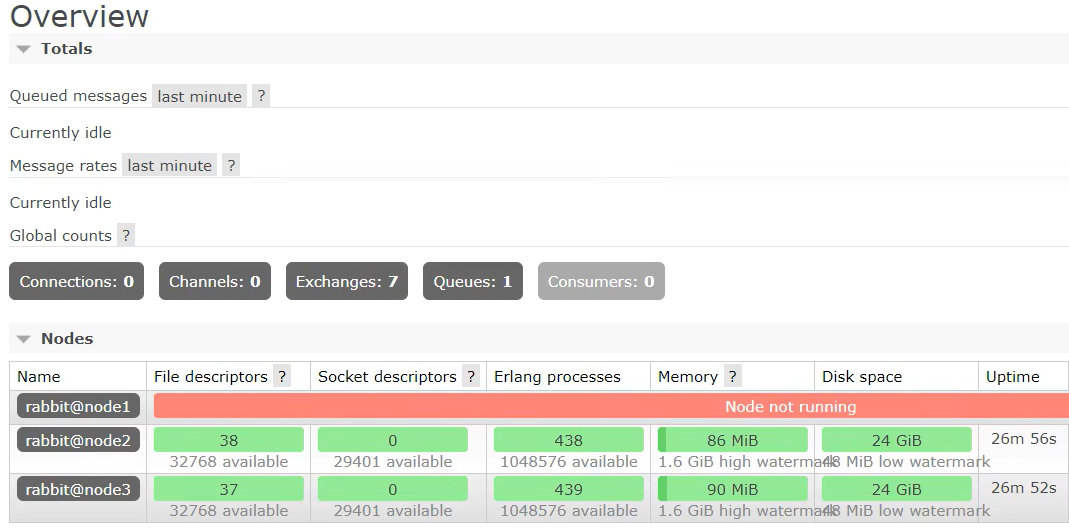 Overview
Totals
Queued messages last minute ?
Currently idle
Message rates last minute ?
Currently idle
Global counts ?
Connections: 0 Channels: 0 Exchanges: 7 Queues: 1 Consumers: 0
Nodes
Name File descriptors ? Socket descriptors ? Erlang processes Memory ? Disk space Uptime
rabbit@node1 Node not running
rabbit@node2 38 0 438 86 MiB 24 GiB 26m 56s
32768 available 29401 available 1048576 available 1.6 GiB high watermark 48 MiB low watermark
rabbit@node3 37 0 439 90 MiB 24 GiB 26m 52s
32768 available 29401 available 1048576 available 1.6 GiB high watermark 48 MiB low watermark